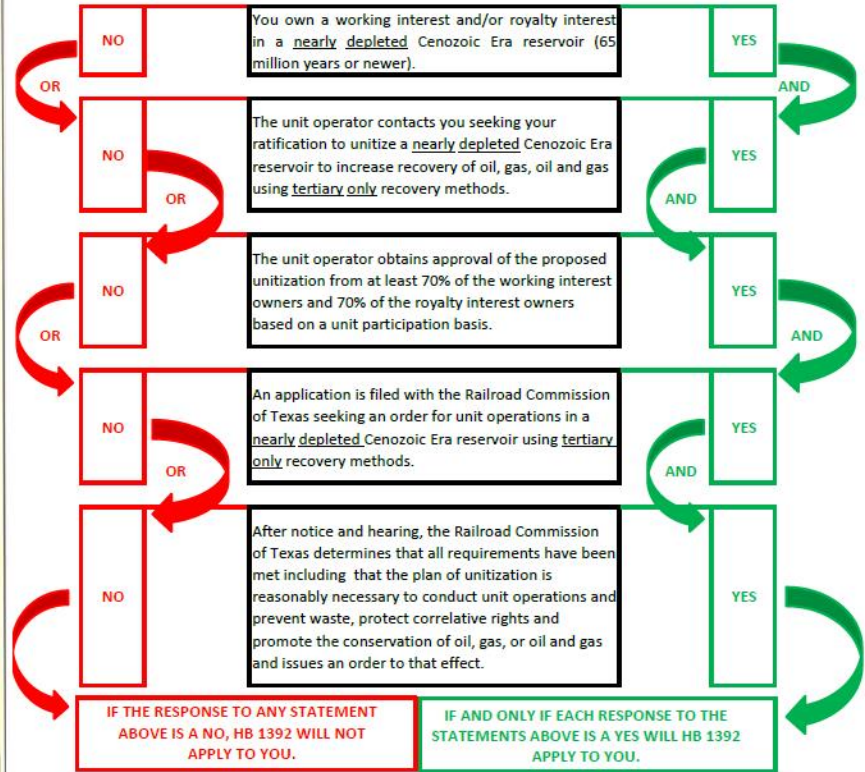 NO
You own a working interest and/or royalty interest
in a nearly depleted Cenozoic Era reservoir (65
million years or newer).
YES
OR
AND
NO
The unit operator contacts you seeking your
ratification to unitize a nearly depleted Cenozoic Era
reservoir to increase recovery of oil, gas, oil and gas
using tertiary only recovery methods.
YES
OR
AND
NO
The unit operator obtains approval of the proposed
unitization from at least 70% of the working interest
owners and 70% of the royalty interest owners
based on a unit participation basis.
YES
OR
AND
NO
An application is filed with the Railroad Commission
of Texas seeking an order for unit operations in a
nearly depleted Cenozoic Era reservoir using tertiary
only recovery methods.
YES
OR
AND
NO
After notice and hearing, the Railroad Commission
of Texas determines that all requirements have been
met including that the plan of unitization is
reasonably necessary to conduct unit operations and
prevent waste, protect correlative rights and
promote the conservation of oil, gas, or oil and gas
and issues an order to that effect.
YES
IF THE RESPONSE TO ANY STATEMENT
ABOVE IS A NO, HB 1392 WILL NOT
APPLY TO YOU.
IF AND ONLY IF EACH RESPONSE TO THE
STATEMENTS ABOVE IS A YES WILL HB 1392
APPLY TO YOU.